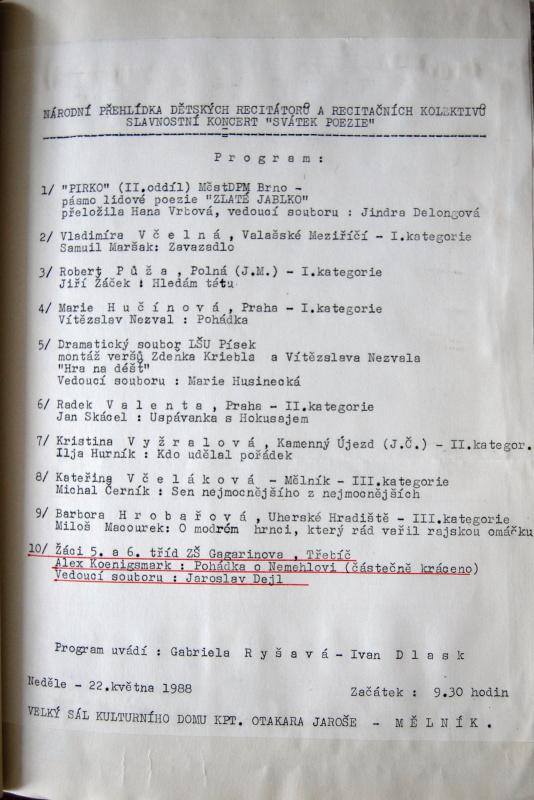 NÁRODNÍ PŘEHLÍDKA DĚTSKÝCH RECITÁTORŮ A RECITAČNÍCH KOLEKTIVŮ
SLAVNOSTNÍ KONCERT "SVÁTEK POEZIE"
P r o g r a m :
1/ "PIRKO" (II.oddíl) MěstDPM Brno -
pásmo lidové poezie "ZLATÉ JABLKO"
přeložila Hana Vrbová, vedoucí souboru : Jindra Delongová
2/ Vladimíra V č e l n á , Valašské Meziříčí - I.kategorie
Samuil Maršak: Zavazadlo
3/ Robert P ů ž a , Polná (J.M.) - I.kategorie
Jiří Žáček : Hledám tétu
4/ Marie H u č í n o v á , Praha - I.kategorie
Vítězslav Nezval : Pohádka
5/ Dramatický soubor LŠU Písek
montáž veršů Zdenka Kriebla a Vítězslava Nezvala
"Hra na déšť"
Vedoucí souboru : Marie Husinecká
6/ Radek V a l e n t a , Praha - II.kategorie
Jan Skácel : Uspávanka s Hokusajem
7/ Kristina V y ž r a l o v á , Kamenný Újezd (J.Č.) - II.kategor.
Ilja Hurník : Kdo udělal pořádek
8/ Kateřina V č e l á k o v á - Mělník - III.kategorie
Michal Černík : Sen nejmocnějšího z nejmocnějších
9/ Barbora H r o b a ř o v á , Uherské Hradiště - III.kategorie
Miloš Macourek: O modrém hrnci, který rád vařil rajskou omáčku
10/ Žáci 5. a 6. tříd ZŠ Gagarinova , Třebíč
Alex Koenigsmark : Pohádka o Nemehlovi (částečně kráceno)
Vedoucí souboru : Jaroslav Dejl
Program uvádí : Gabriela R y š a v á - Ivan D l a s k
Neděle - 22.května 1988 Začátek : 9.30 hodin
VELKÝ SÁL KULTURNÍHO DOMU KPT. OTAKARA JAROŠE - M Ě L N Í K .